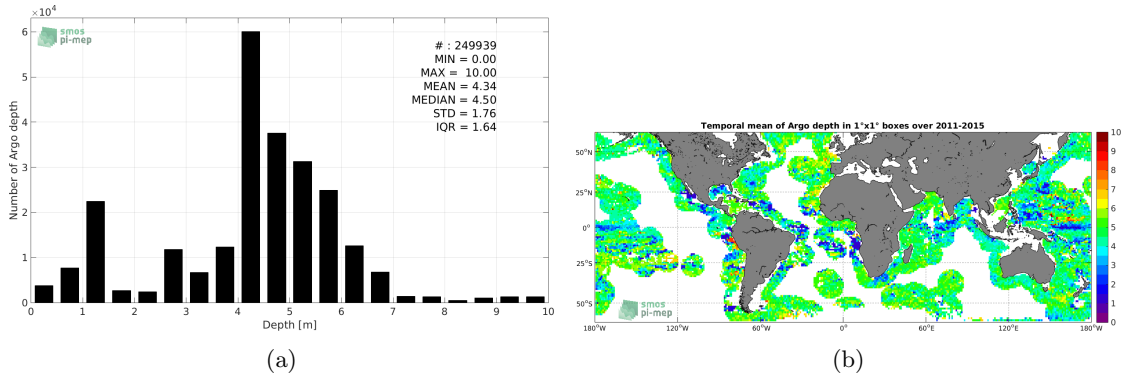 ×10⁴
smos
pi-mep
# : 249939
MIN = 0.00
MAX = 10.00
MEAN = 4.34
MEDIAN = 4.50
STD = 1.76
IQR = 1.64
Number of Argo depth
6
5
4
3
2
1
0
0 1 2 3 4 5 6 7 8 9 10
Depth [m]
(a)
Temporal mean of Argo depth in 1°x1° boxes over 2011-2015
50°N
25°N
0°
25°S
50°S
smos
pi-mep
180°W 120°W 60°W 0° 60°E 120°E 180°W
10
9
8
7
6
5
4
3
2
1
0
(b)